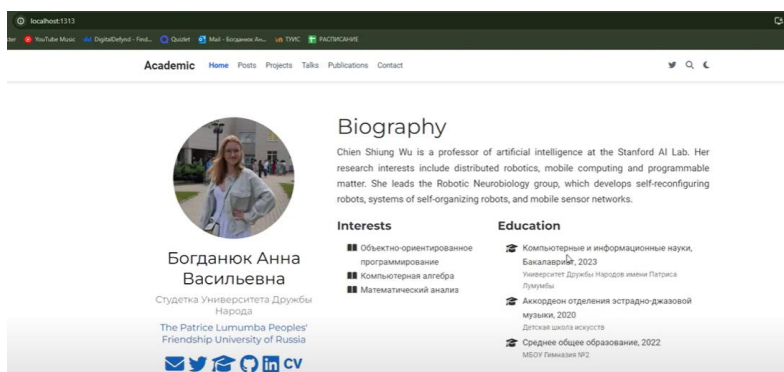 localhost:1313
YouTube Music DigitalDefynd - Find... Quizlet Mail - Богданюк Ан... ТУИС РАСПИСАНИЕ
Academic Home Posts Projects Talks Publications Contact
Biography
Chien Shiung Wu is a professor of artificial intelligence at the Stanford AI Lab. Her
research interests include distributed robotics, mobile computing and programmable
matter. She leads the Robotic Neurobiology group, which develops self-reconfiguring
robots, systems of self-organizing robots, and mobile sensor networks.
Богданюк Анна
Васильевна
Студетка Университета Дружбы
Народа
The Patrice Lumumba Peoples'
Friendship University of Russia
CV
Interests
Объектно-ориентированное
программирование
Компьютерная алгебра
Математический анализ
Education
Компьютерные и информационные науки,
Бакалавриат, 2023
Университет Дружбы Народов имени Патриса
Лумумбы
Аккордеон отделения эстрадно-джазовой
музыки, 2020
Детская школа искусств
Среднее общее образование, 2022
МБОУ Гимназия №2